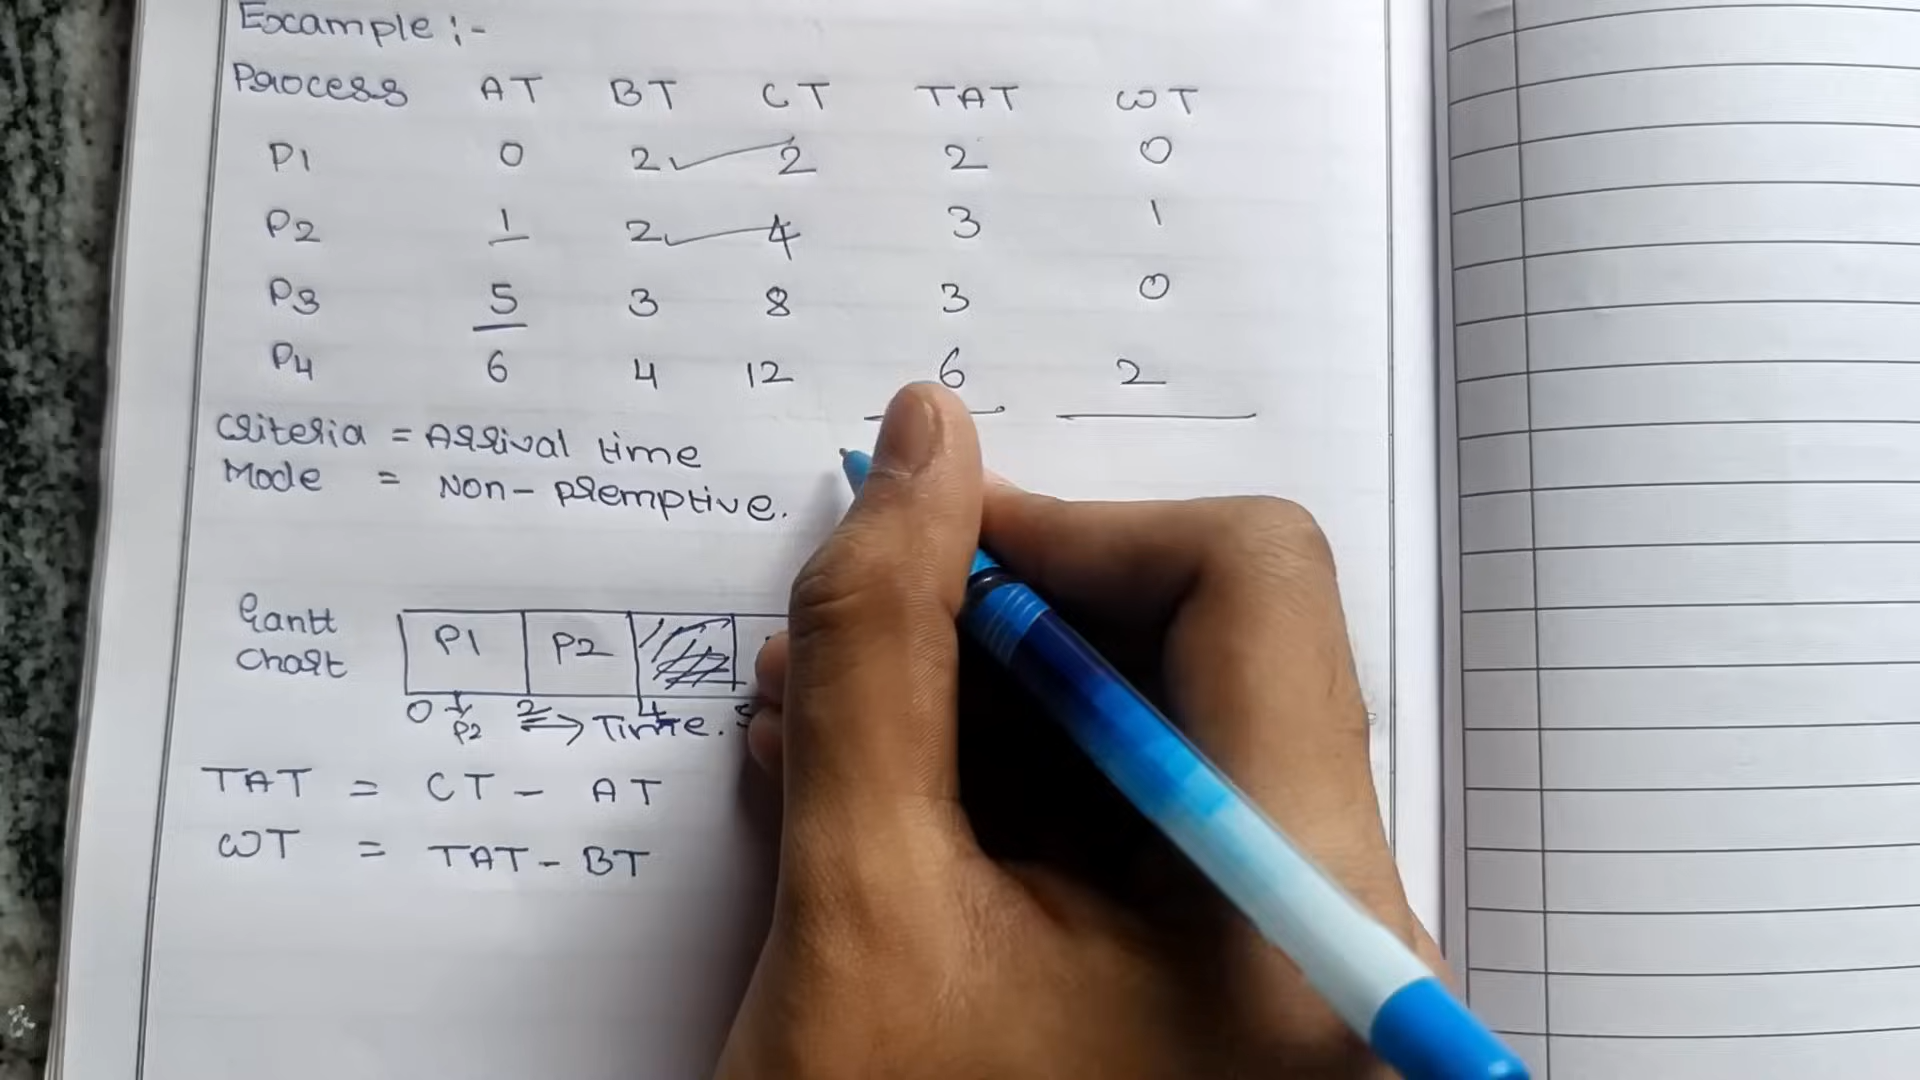 Example :-
Process AT BT CT TAT WT
P1 0 2 2 2 0
P2 1 2 4 3 1
P3 5 3 8 3 0
P4 6 4 12 6 2
Criteria = Arrival time
Mode = Non-premptive.
Gantt P1 P2
Chart
0 P2 2 => Time. 4 5
TAT = CT - AT
WT = TAT - BT